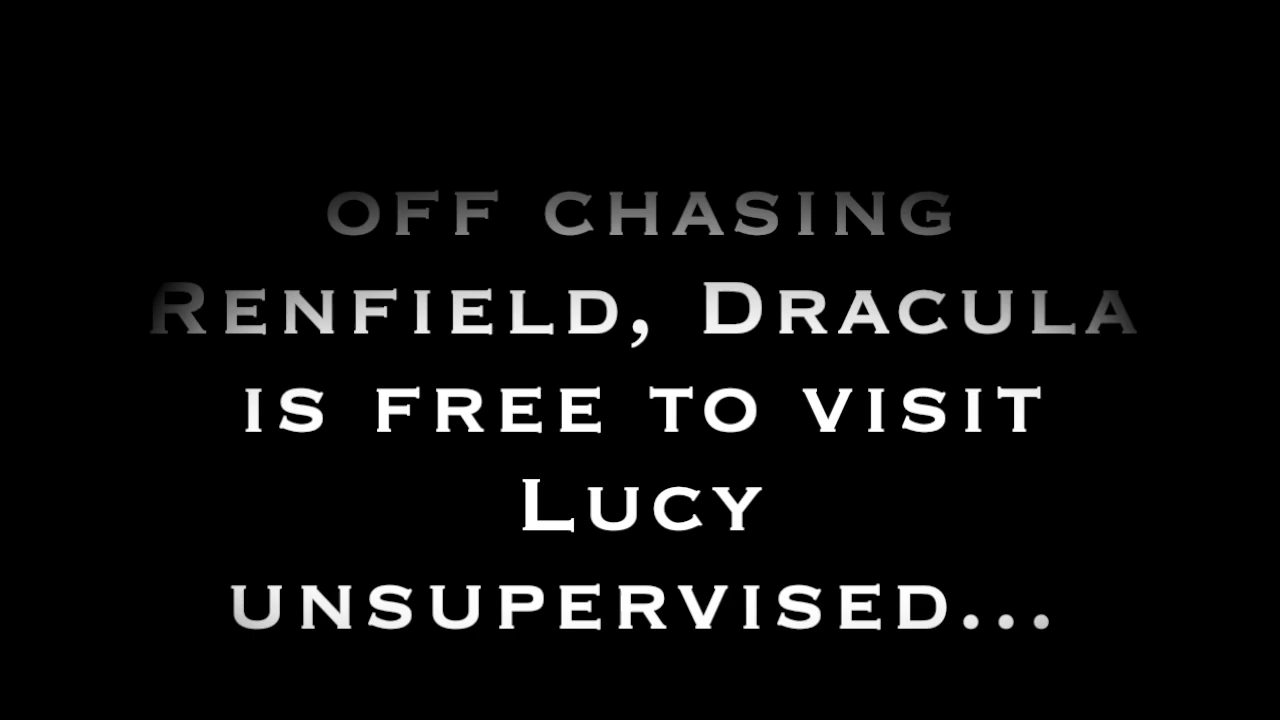 OFF CHASING
RENFIELD, DRACULA
IS FREE TO VISIT
LUCY
UNSUPERVISED...